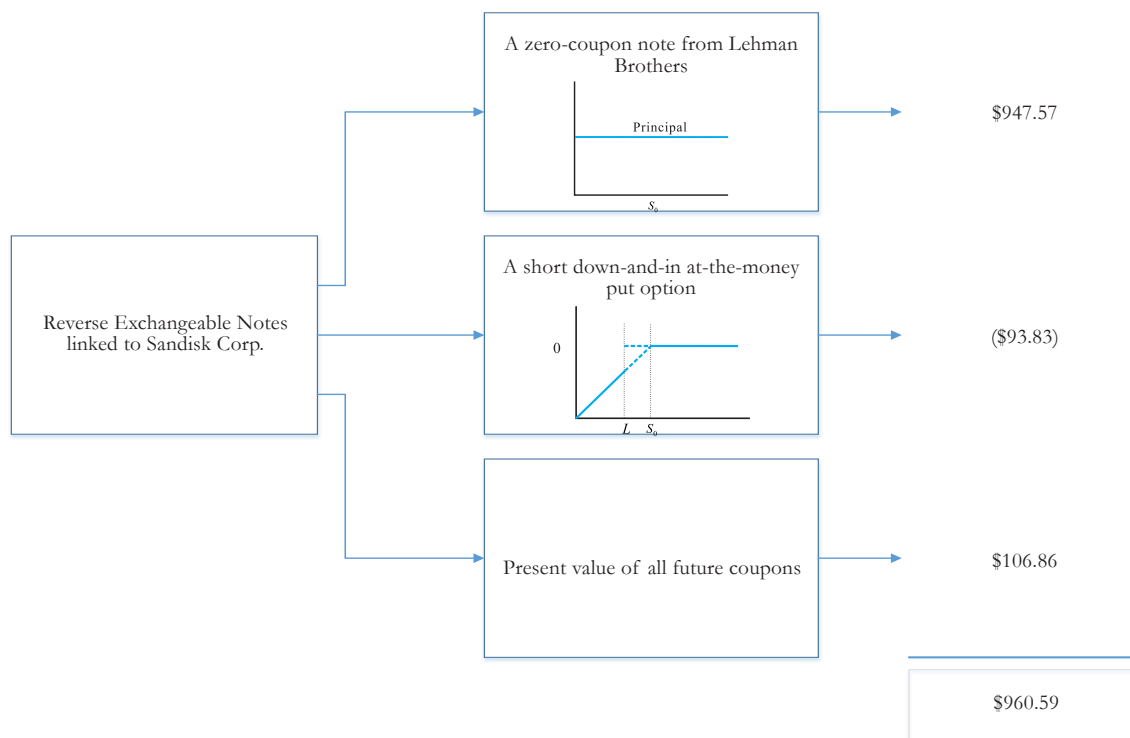 Reverse Exchangeable Notes
linked to Sandisk Corp.
A zero-coupon note from Lehman
Brothers
Principal
S₀
$947.57
A short down-and-in at-the-money
put option
0
L
S₀
($93.83)
Present value of all future coupons
$106.86
$960.59